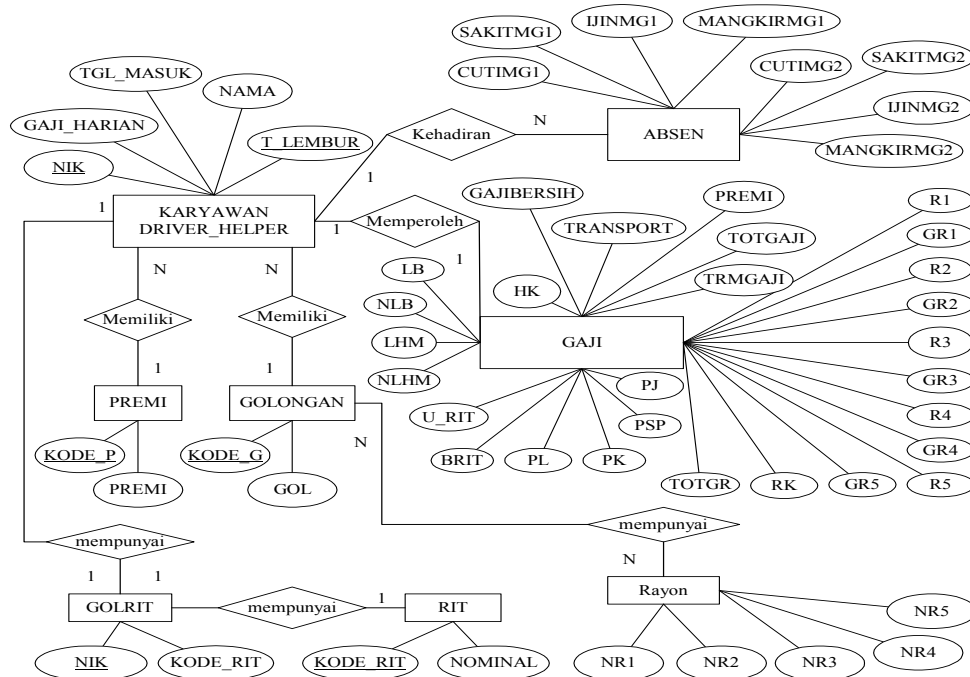 IJINMG1
MANGKIRMG1
SAKITMG1
CUTIMG1
CUTIMG2
SAKITMG2
IJINMG2
MANGKIRMG2
TGL_MASUK
NAMA
GAJI_HARIAN
T_LEMBUR
NIK
1
Kehadiran
N
ABSEN
1
1
KARYAWAN
DRIVER_HELPER
1
Memperoleh
1
GAJIBERSIH
PREMI
TRANSPORT
TOTGAJI
TRMGAJI
HK
LB
NLB
LHM
NLHM
GAJI
R1
GR1
R2
GR2
R3
GR3
R4
GR4
R5
GR5
RK
TOTGR
PJ
PSP
PK
PL
BRIT
U_RIT
N
N
Memiliki
Memiliki
1
1
PREMI
GOLONGAN
KODE_P
PREMI
KODE_G
GOL
N
mempunyai
N
Rayon
NR1
NR2
NR3
NR4
NR5
mempunyai
1
1
GOLRIT
mempunyai
1
RIT
NIK
KODE_RIT
KODE_RIT
NOMINAL